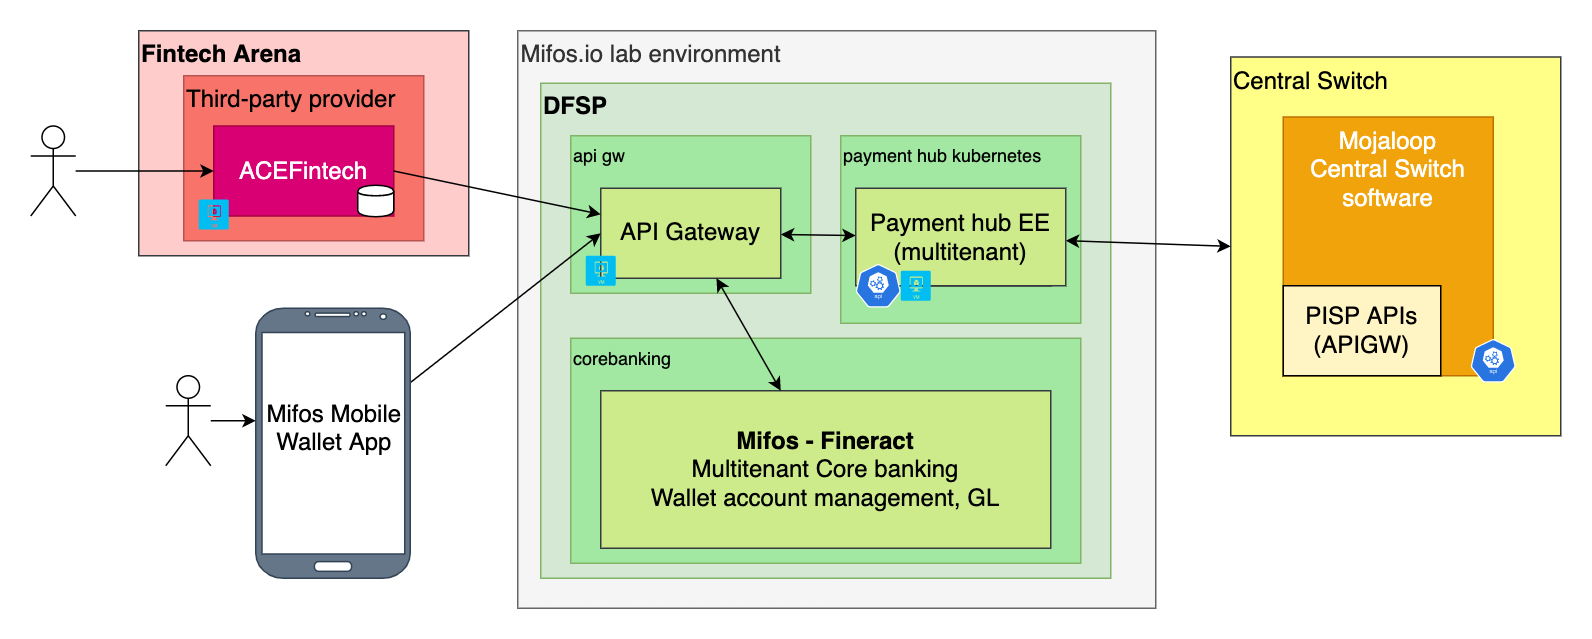 Fintech Arena
Third-party provider
ACEFintech
Mifos Mobile
Wallet App
Mifos.io lab environment
DFSP
api gw
API Gateway
payment hub kubernetes
Payment hub EE
(multitenant)
api
corebanking
Mifos - Fineract
Multitenant Core banking
Wallet account management, GL
Central Switch
Mojaloop
Central Switch
software
PISP APIs
(APIGW)
api